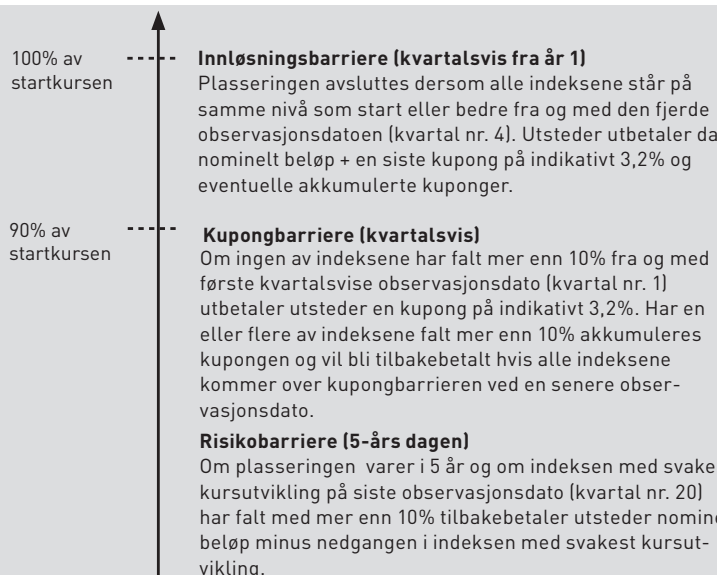 100% av
startkursen
Innløsningsbarriere (kvartalsvis fra år 1)
Plasseringen avsluttes dersom alle indeksene står på
samme nivå som start eller bedre fra og med den fjerde
observasjonsdatoen (kvartal nr. 4). Utsteder utbetaler da
nominelt beløp + en siste kupong på indikativt 3,2% og
eventuelle akkumulerte kuponger.
90% av
startkursen
Kupongbarriere (kvartalsvis)
Om ingen av indeksene har falt mer enn 10% fra og med
første kvartalsvise observasjonsdato (kvartal nr. 1)
utbetaler utsteder en kupong på indikativt 3,2%. Har en
eller flere av indeksene falt mer enn 10% akkumuleres
kupongen og vil bli tilbakebetalt hvis alle indeksene
kommer over kupongbarrieren ved en senere obser-
vasjonsdato.
Risikobarriere (5-års dagen)
Om plasseringen varer i 5 år og om indeksen med svake
kursutvikling på siste observasjonsdato (kvartal nr. 20)
har falt med mer enn 10% tilbakebetaler utsteder nomine
beløp minus nedgangen i indeksen med svakest kursut-
vikling.